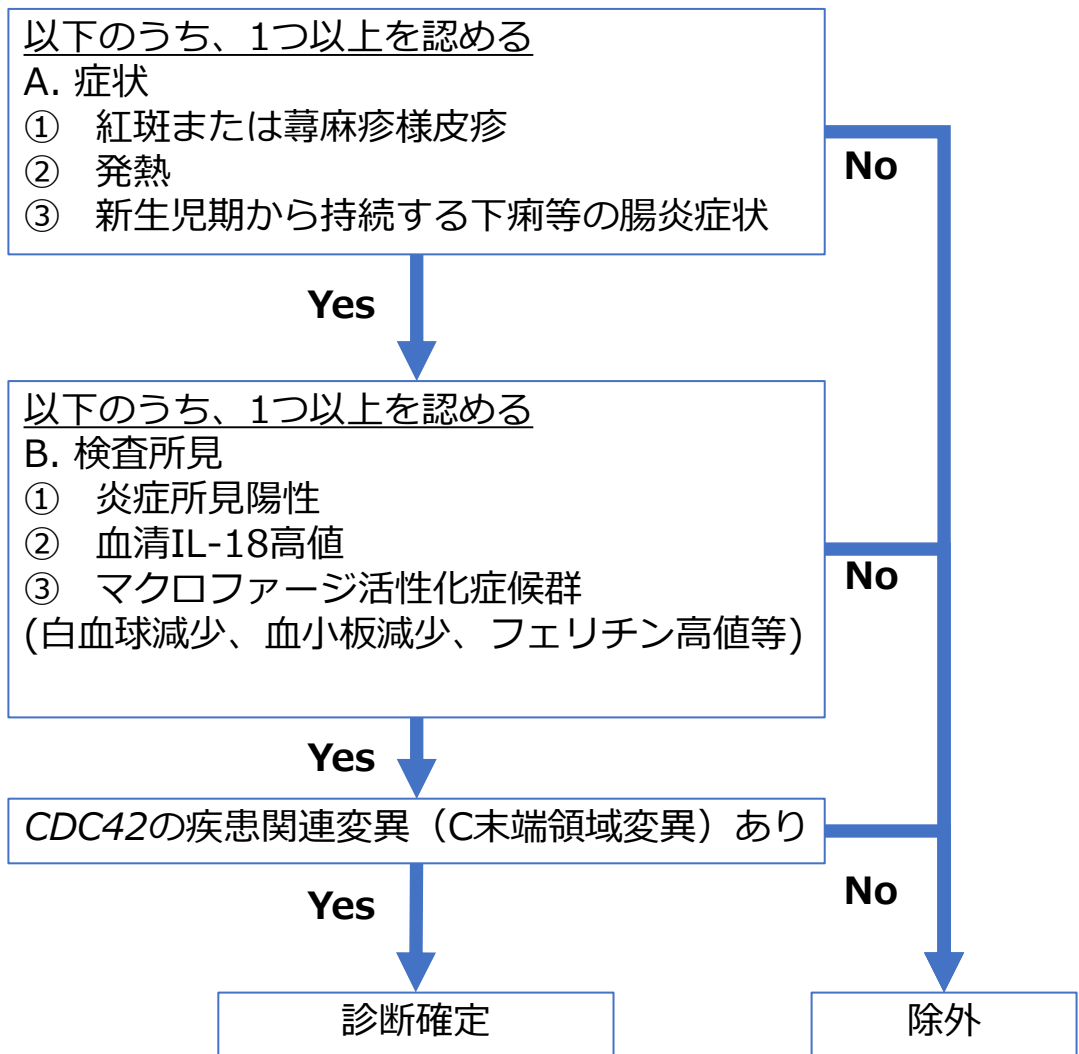 以下のうち、1つ以上を認める
A. 症状
① 紅斑または蕁麻疹様皮疹
② 発熱
③ 新生児期から持続する下痢等の腸炎症状
No
Yes
以下のうち、1つ以上を認める
B. 検査所見
① 炎症所見陽性
② 血清IL-18高値
③ マクロファージ活性化症候群
(白血球減少、血小板減少、フェリチン高値等)
No
Yes
CDC42の疾患関連変異（C末端領域変異）あり
No
Yes
診断確定
除外